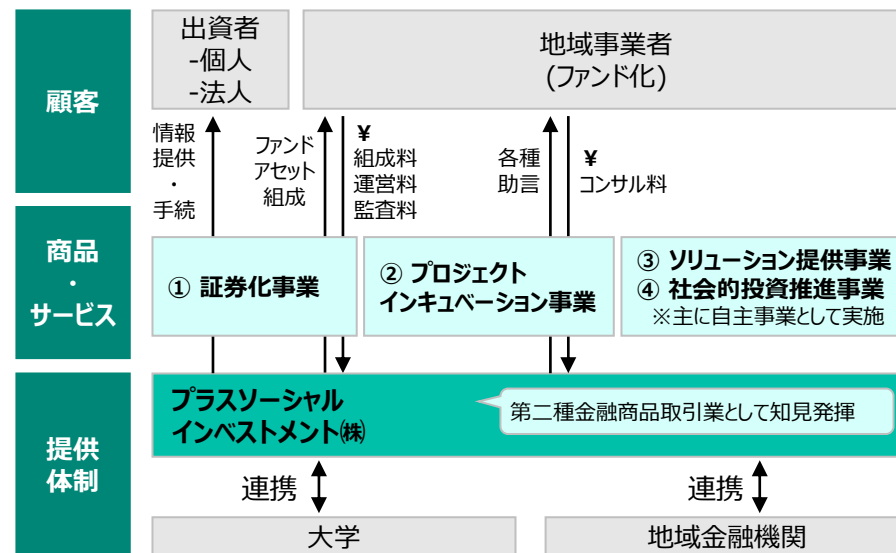 顧客
出資者
-個人
-法人
地域事業者
(ファンド化)
情報
提供
・
手続
ファンド
アセット
組成
¥
組成料
運営料
監査料
各種
助言
¥
コンサル料
商品
・
サービス
① 証券化事業
② プロジェクト
インキュベーション事業
③ ソリューション提供事業
④ 社会的投資推進事業
※主に自主事業として実施
提供
体制
プラスソーシャル
インベストメント㈱
第二種金融商品取引業として知見発揮
連携
連携
大学
地域金融機関